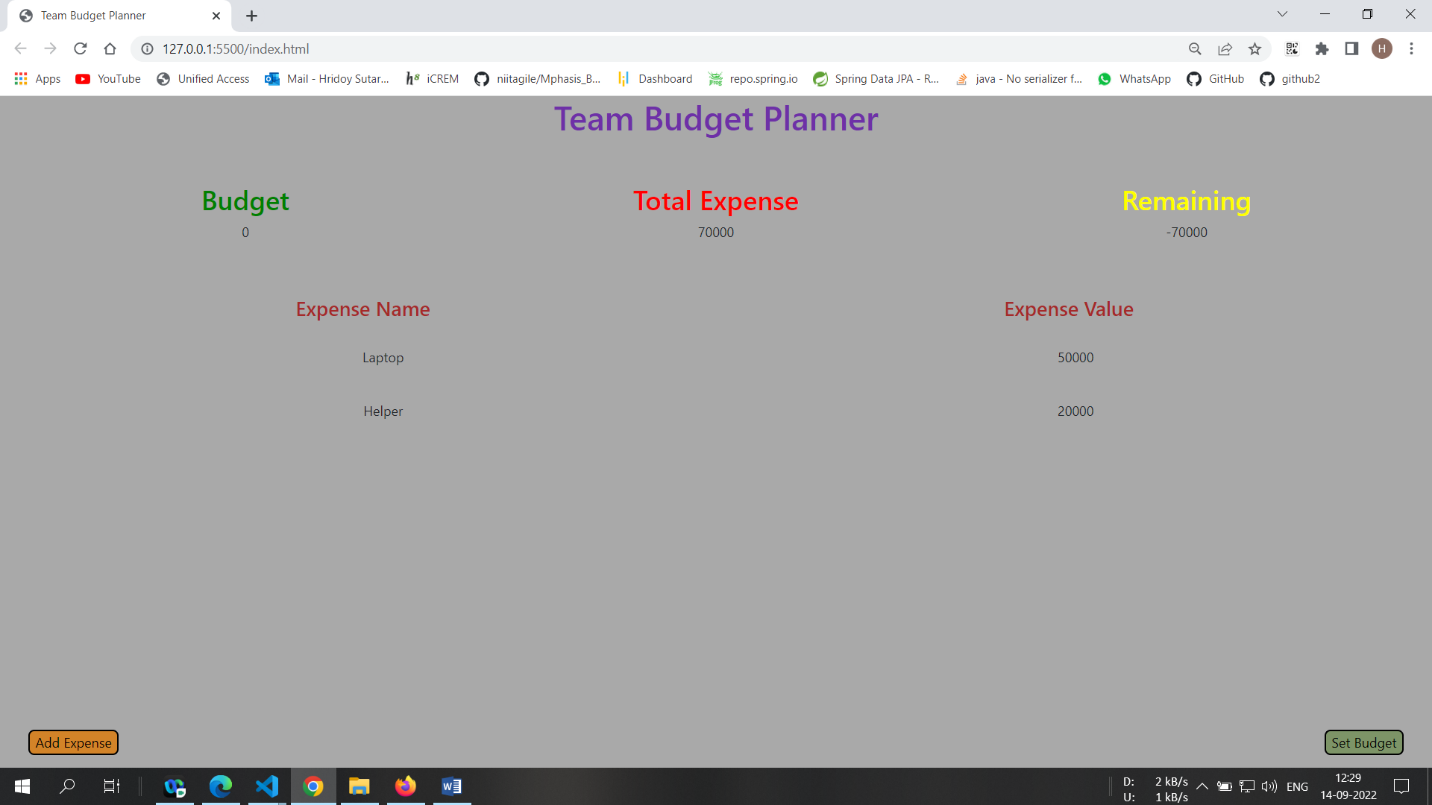 Team Budget Planner
127.0.0.1:5500/index.html
H
Apps YouTube Unified Access Mail - Hridoy Sutar... iCREM niitagile/Mphasis_B... Dashboard repo.spring.io Spring Data JPA - R... java - No serializer f... WhatsApp GitHub github2
Team Budget Planner
Budget Total Expense Remaining
0 70000 -70000
Expense Name Expense Value
Laptop 50000
Helper 20000
Add Expense Set Budget
D: 2 kB/s 12:29
U: 1 kB/s ENG 14-09-2022